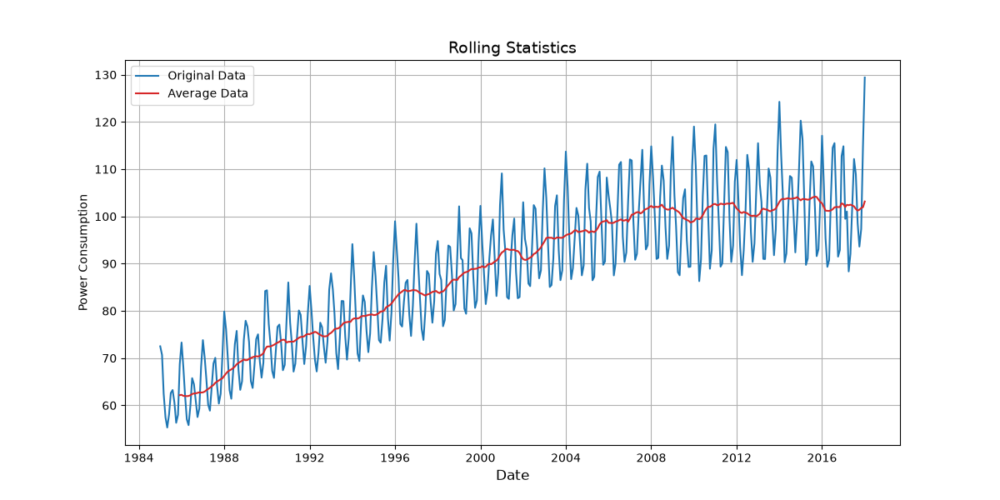 Rolling Statistics
Original Data
Average Data
130
120
110
100
90
80
70
60
Power Consumption
1984 1988 1992 1996 2000 2004 2008 2012 2016
Date